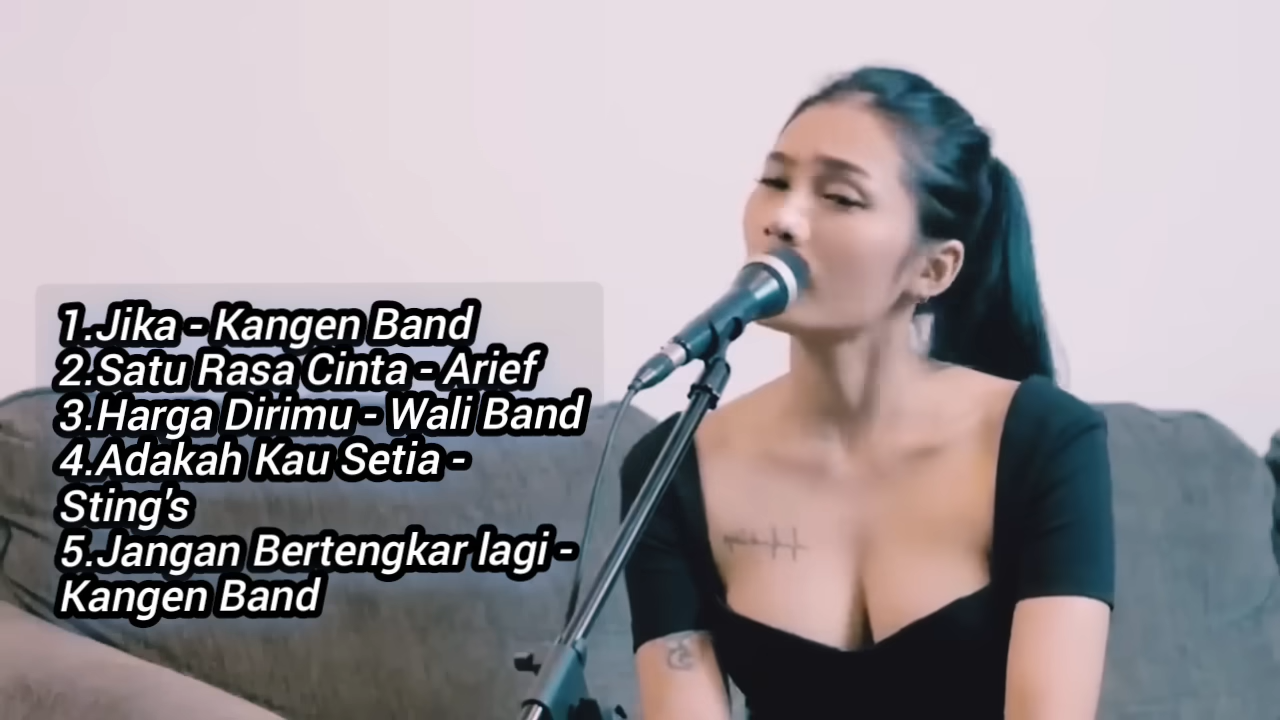 1.Jika - Kangen Band
2.Satu Rasa Cinta - Arief
3.Harga Dirimu - Wali Band
4.Adakah Kau Setia -
Sting's
5.Jangan Bertengkar lagi -
Kangen Band